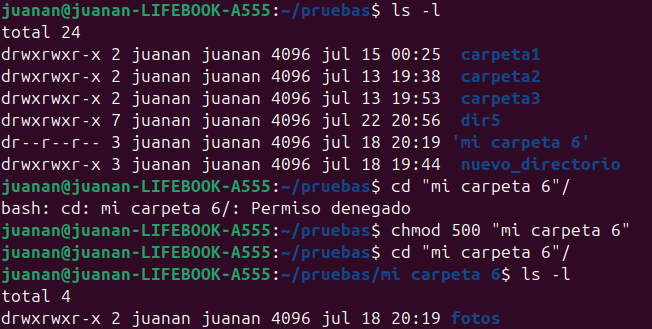 juanan@juanan-LIFEBOOK-A555:~/pruebas$ ls -l
total 24
drwxrwxr-x 2 juanan juanan 4096 jul 15 00:25  carpeta1
drwxrwxr-x 2 juanan juanan 4096 jul 13 19:38  carpeta2
drwxrwxr-x 2 juanan juanan 4096 jul 13 19:53  carpeta3
drwxrwxr-x 7 juanan juanan 4096 jul 22 20:56  dir5
dr--r--r-- 3 juanan juanan 4096 jul 18 20:19 'mi carpeta 6'
drwxrwxr-x 3 juanan juanan 4096 jul 18 19:44  nuevo_directorio
juanan@juanan-LIFEBOOK-A555:~/pruebas$ cd "mi carpeta 6"/
bash: cd: mi carpeta 6/: Permiso denegado
juanan@juanan-LIFEBOOK-A555:~/pruebas$ chmod 500 "mi carpeta 6"
juanan@juanan-LIFEBOOK-A555:~/pruebas$ cd "mi carpeta 6"/
juanan@juanan-LIFEBOOK-A555:~/pruebas/mi carpeta 6$ ls -l
total 4
drwxrwxr-x 2 juanan juanan 4096 jul 18 20:19 fotos